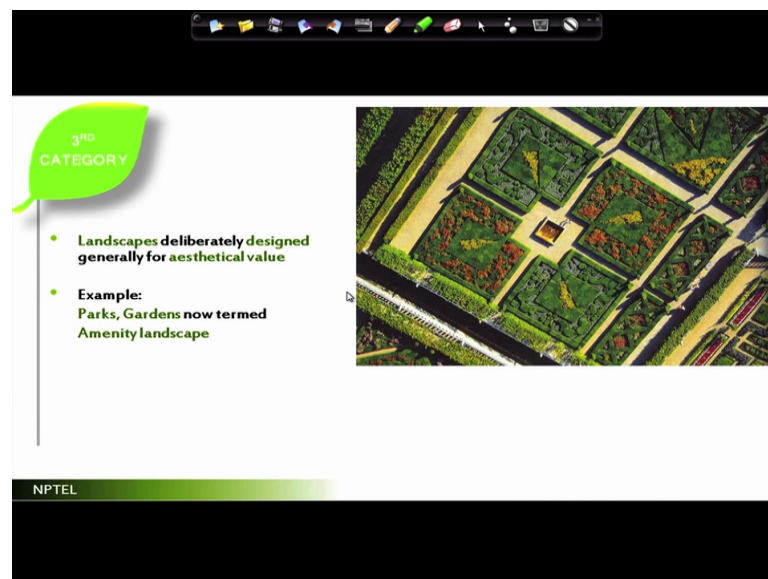 3RD
CATEGORY
Landscapes deliberately designed
generally for aesthetical value
Example:
Parks, Gardens now termed
Amenity landscape
NPTEL